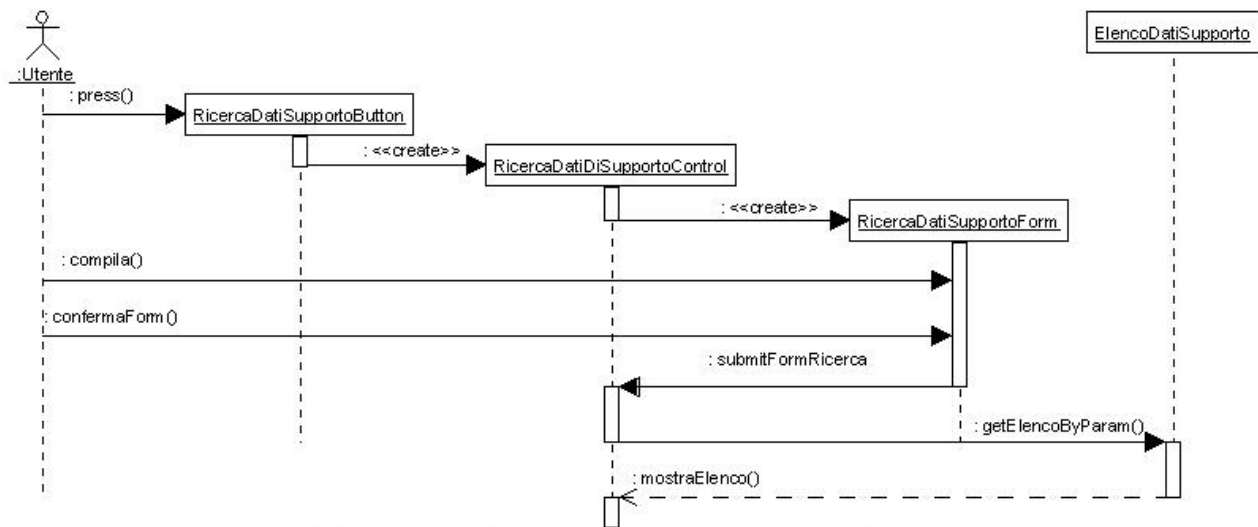 ElencoDatiSupporto
:Utente
: press()
RicercaDatiSupportoButton
: <<create>>
RicercaDatiDiSupportoControl
: <<create>>
RicercaDatiSupportoForm
: compila()
: confermaForm()
: submitFormRicerca
: getElencoByParam()
: mostraElenco()